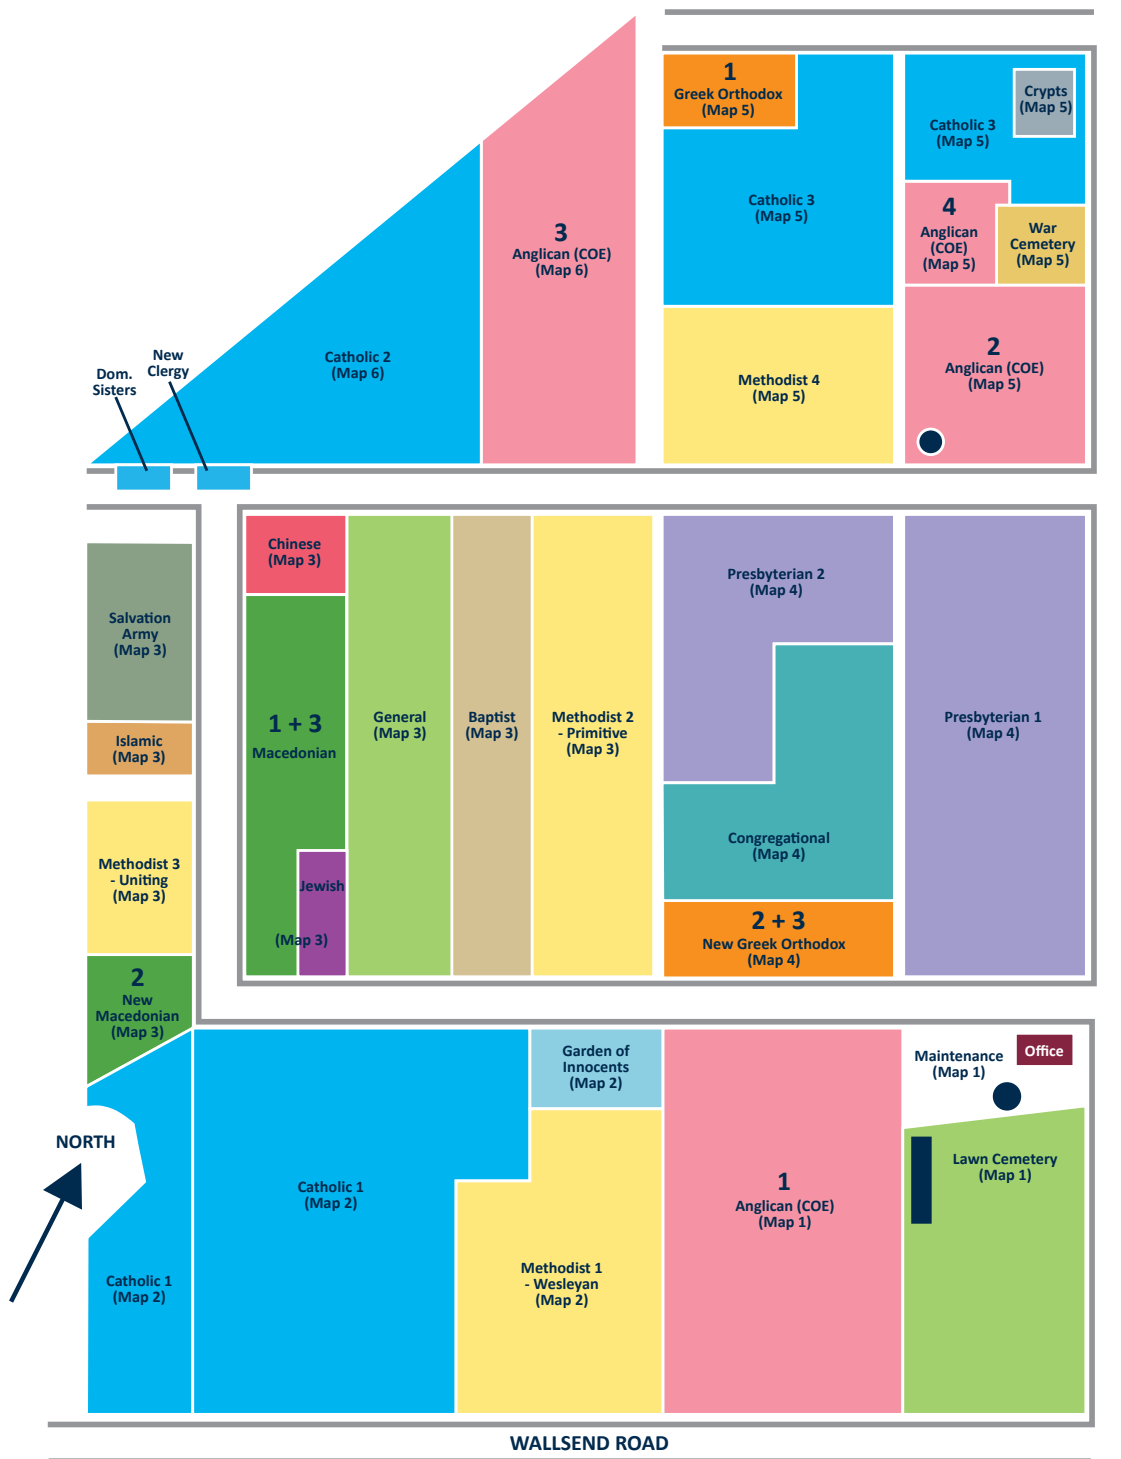 1
Greek Orthodox
(Map 5)
Crypts
(Map 5)
Catholic 3
(Map 5)
Catholic 3
(Map 5)
4
Anglican
(COE)
(Map 5)
War
Cemetery
(Map 5)
3
Anglican (COE)
(Map 6)
2
Anglican (COE)
(Map 5)
Catholic 2
(Map 6)
Methodist 4
(Map 5)
New
Clergy
Dom.
Sisters
Chinese
(Map 3)
Presbyterian 2
(Map 4)
Salvation
Army
(Map 3)
Islamic
(Map 3)
1 + 3
Macedonian
General
(Map 3)
Baptist
(Map 3)
Methodist 2
- Primitive
(Map 3)
Presbyterian 1
(Map 4)
Congregational
(Map 4)
Methodist 3
- Uniting
(Map 3)
Jewish
(Map 3)
2 + 3
New Greek Orthodox
(Map 4)
2
New
Macedonian
(Map 3)
Garden of
Innocents
(Map 2)
Maintenance
(Map 1)
Office
NORTH
Catholic 1
(Map 2)
1
Anglican (COE)
(Map 1)
Lawn Cemetery
(Map 1)
Catholic 1
(Map 2)
Methodist 1
- Wesleyan
(Map 2)
WALLSEND ROAD